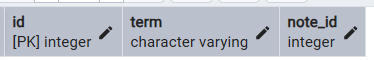 id term note_id
[PK] integer character varying integer